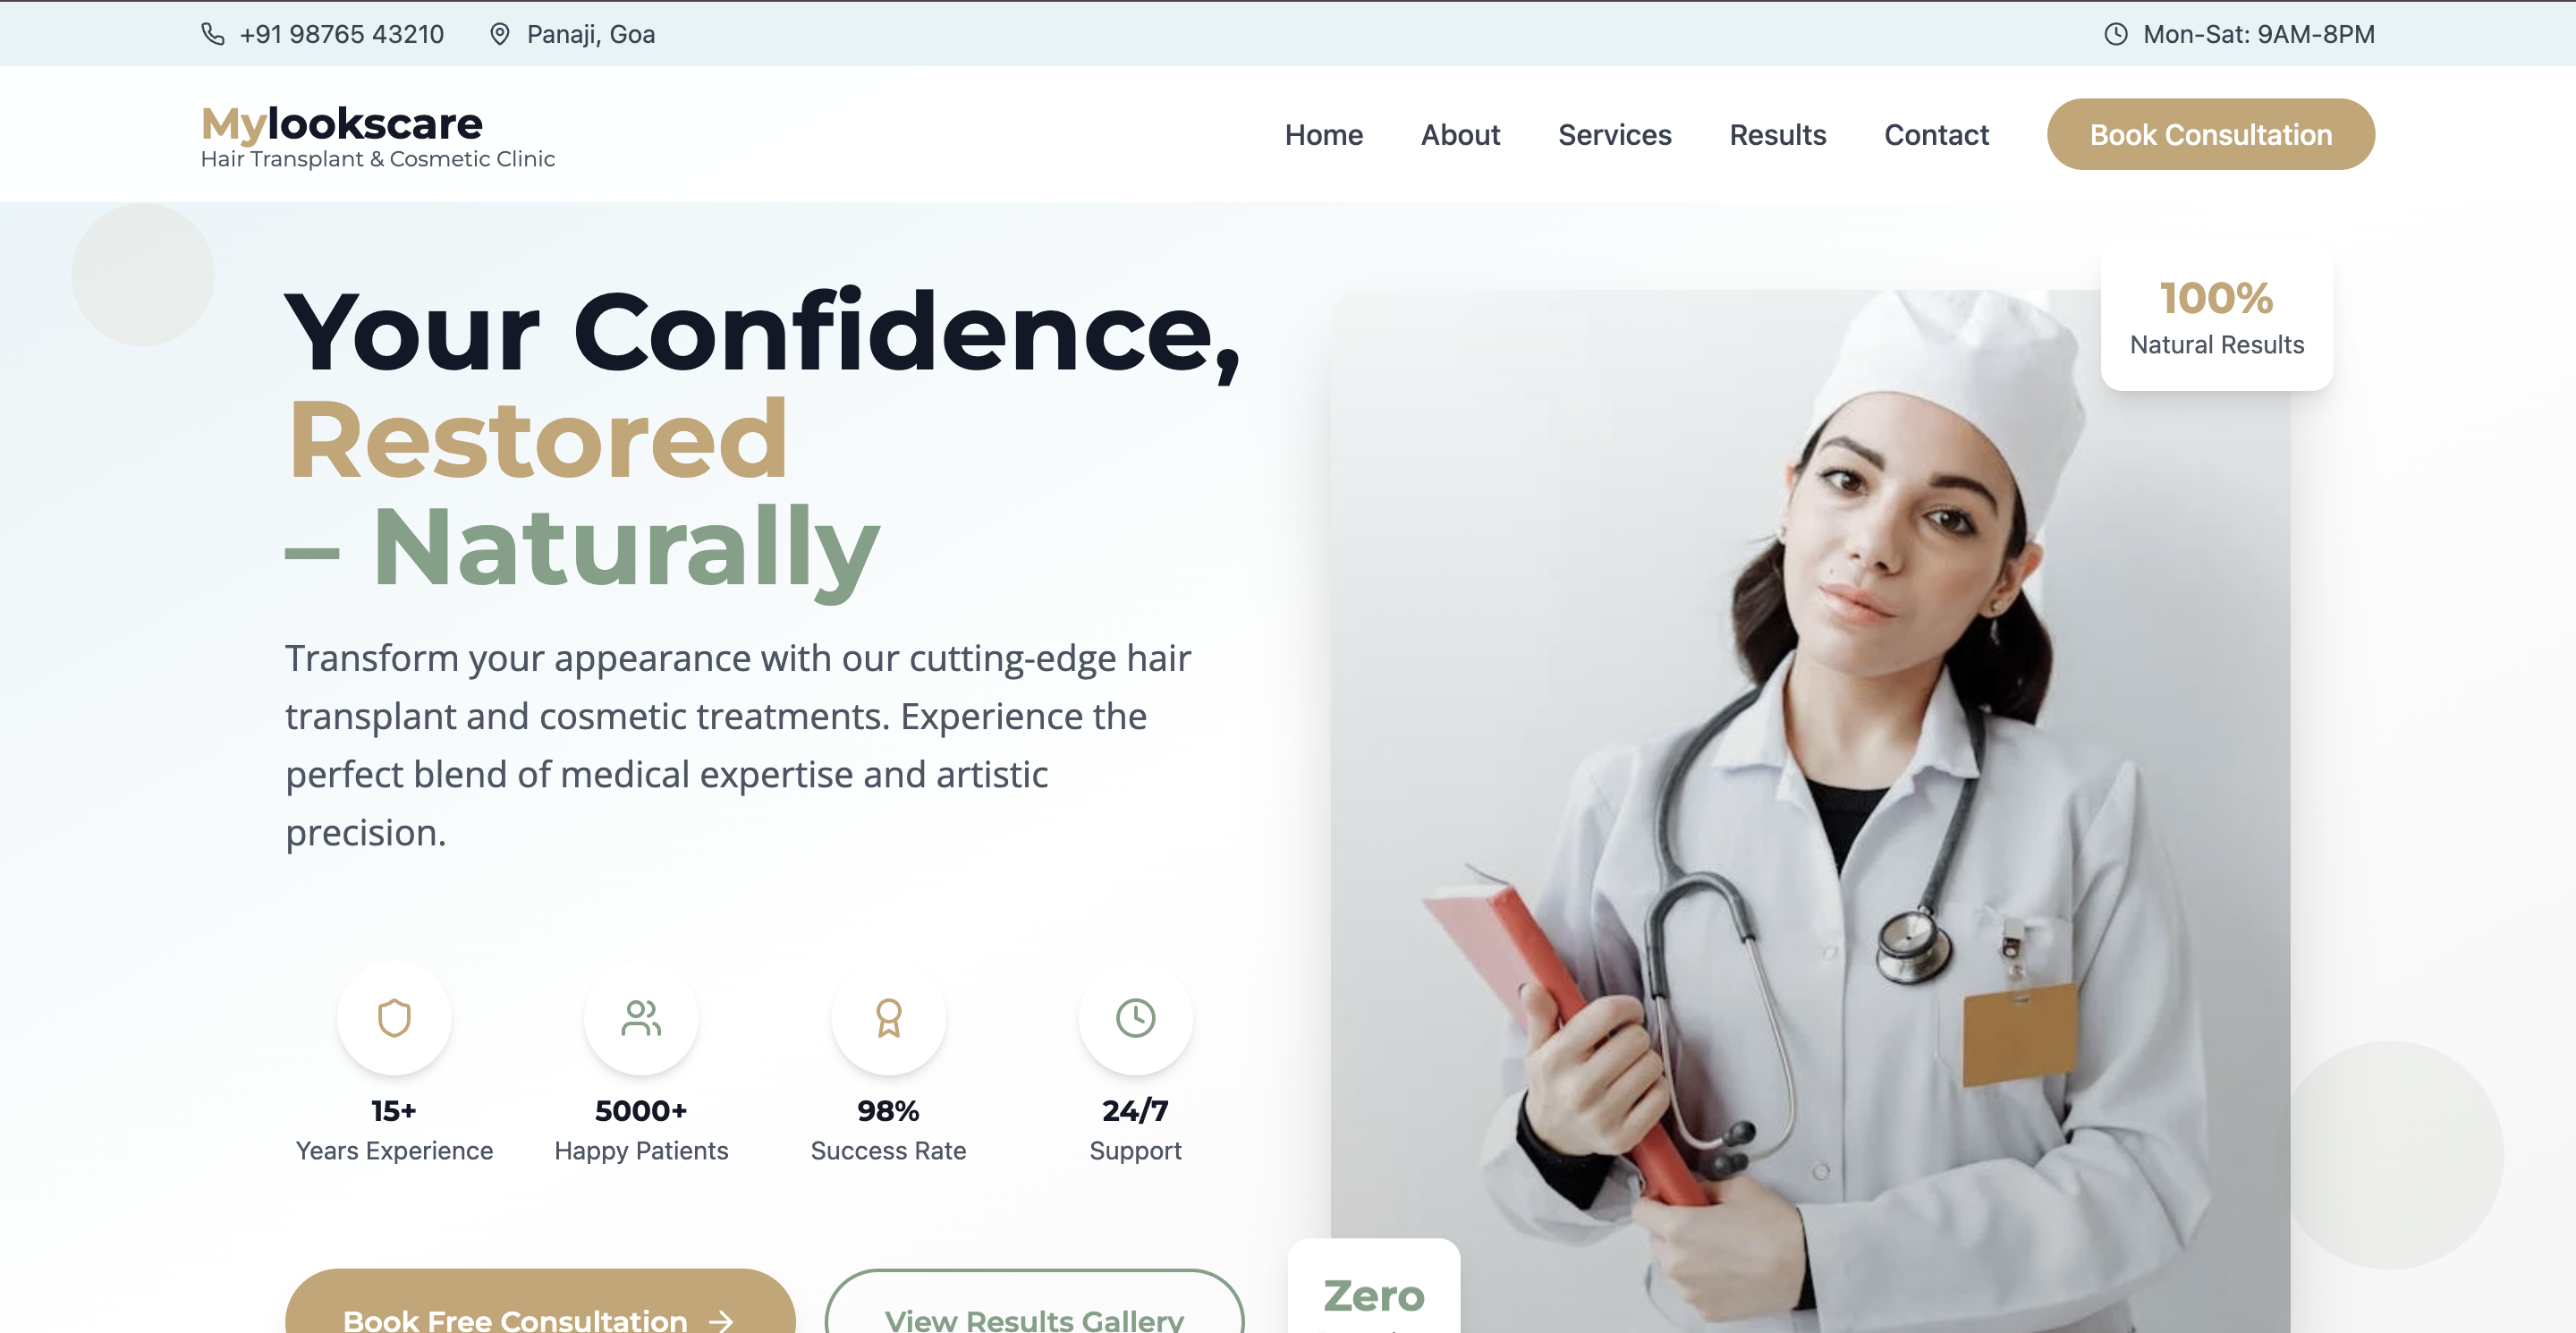 +91 98765 43210
Panaji, Goa
Mon-Sat: 9AM-8PM
Mylookscare
Hair Transplant & Cosmetic Clinic
Home
About
Services
Results
Contact
Book Consultation
Your Confidence,
Restored
– Naturally
Transform your appearance with our cutting-edge hair
transplant and cosmetic treatments. Experience the
perfect blend of medical expertise and artistic
precision.
15+
Years Experience
5000+
Happy Patients
98%
Success Rate
24/7
Support
Book Free Consultation
View Results Gallery
100%
Natural Results
Zero